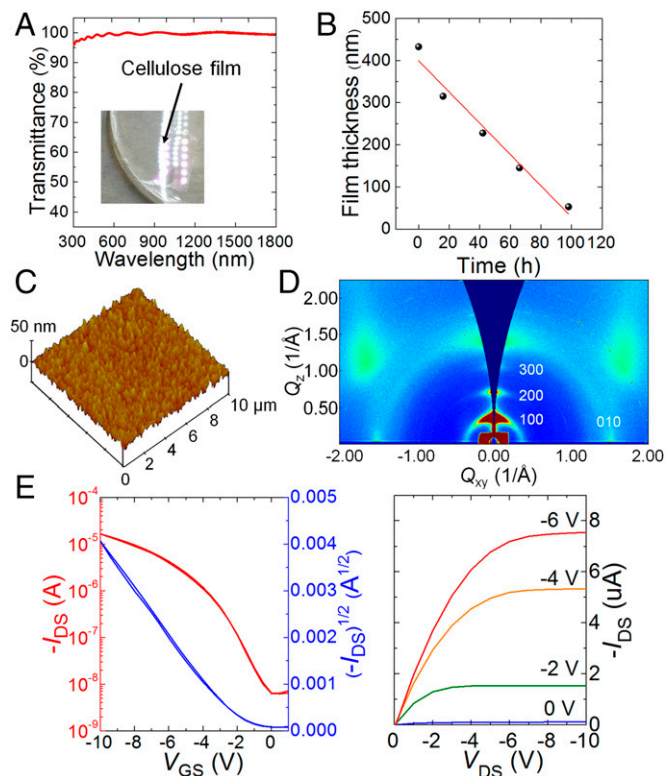 A
Transmittance (%)
100
90
80
70
60
50
40
Cellulose film
300 600 900 1200 1500 1800
Wavelength (nm)
B
Film thickness (nm)
500
400
300
200
100
0
0 20 40 60 80 100 120
Time (h)
C
50 nm
0
10 µm
8
6
4
2
0
D
Qz (1/Å)
2.00
1.50
1.00
0.50
300
200
100
010
-2.00 -1.00 0.00 1.00 2.00
Qxy (1/Å)
E
-IDS (A)
10-4
10-5
10-6
10-7
10-8
10-9
0.005
0.004
0.003
0.002
0.001
0.000
(-IDS)1/2 (A1/2)
-10 -8 -6 -4 -2 0
VGS (V)
-6 V
-4 V
-2 V
0 V
8
6
4
2
0
-IDS (uA)
0 -2 -4 -6 -8 -10
VDS (V)